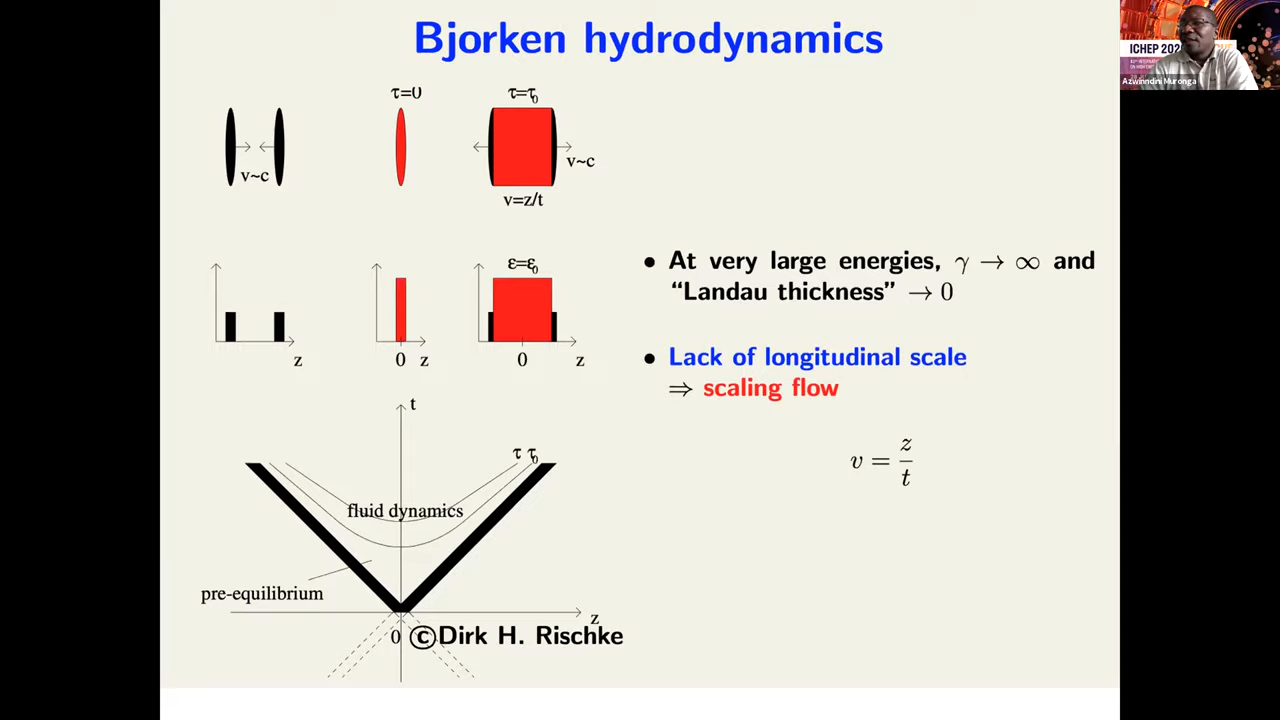 Bjorken hydrodynamics
τ=0
τ=τ0
v~c
v~c
v=z/t
ε=ε0
z
0
z
0
z
• At very large energies, γ → ∞ and
“Landau thickness” → 0
• Lack of longitudinal scale
⇒ scaling flow
v = z/t
t
τ τ0
fluid dynamics
pre-equilibrium
z
0
©Dirk H. Rischke
ICHEP 202
Azwinndini Muronga